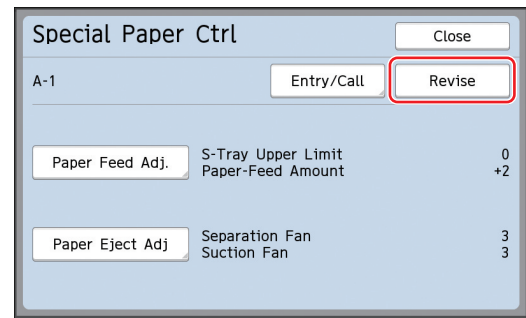 Special Paper Ctrl Close
A-1 Entry/Call Revise
Paper Feed Adj. S-Tray Upper Limit 0
Paper-Feed Amount +2
Paper Eject Adj Separation Fan 3
Suction Fan 3